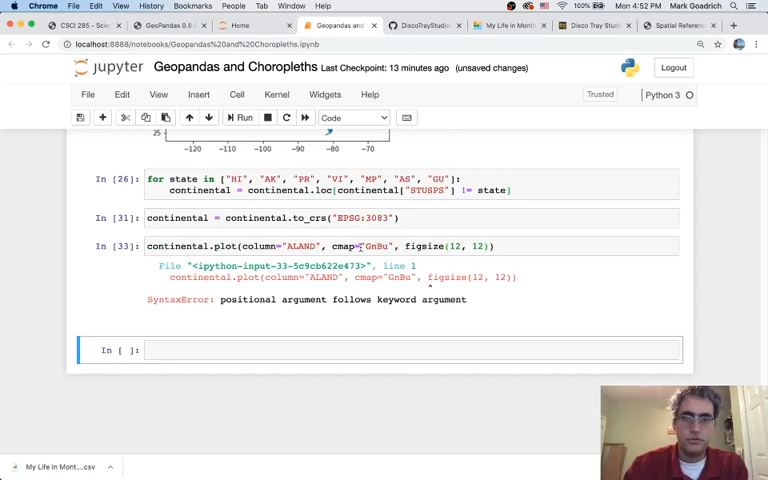 Chrome File Edit View History Bookmarks People Tab Window Help 100% Mon 4:52 PM Mark Goadrich
CSCI 285 - Scie GeoPandas 0.8. Home Geopandas and DiscoTrayStudios My Life in Mont Disco Tray STUD Spatial Referenc
localhost:8888/notebooks/Geopandas%20and%20Choropleths.ipynb
jupyter Geopandas and Choropleths Last Checkpoint: 13 minutes ago (unsaved changes) Logout
File Edit View Insert Cell Kernel Widgets Help Trusted Python 3
Run Code
25
−120 −110 −100 −90 −80 −70
In [26]: for state in ["HI", "AK", "PR", "VI", "MP", "AS", "GU"]:
continental = continental.loc[continental["STUSPS"] != state]
In [31]: continental = continental.to_crs("EPSG:3083")
In [33]: continental.plot(column="ALAND", cmap="GnBu", figsize(12, 12))
File "<ipython-input-33-5c9cb622e473>", line 1
continental.plot(column="ALAND", cmap="GnBu", figsize(12, 12))
^
SyntaxError: positional argument follows keyword argument
In [ ]:
My Life in Mont....csv